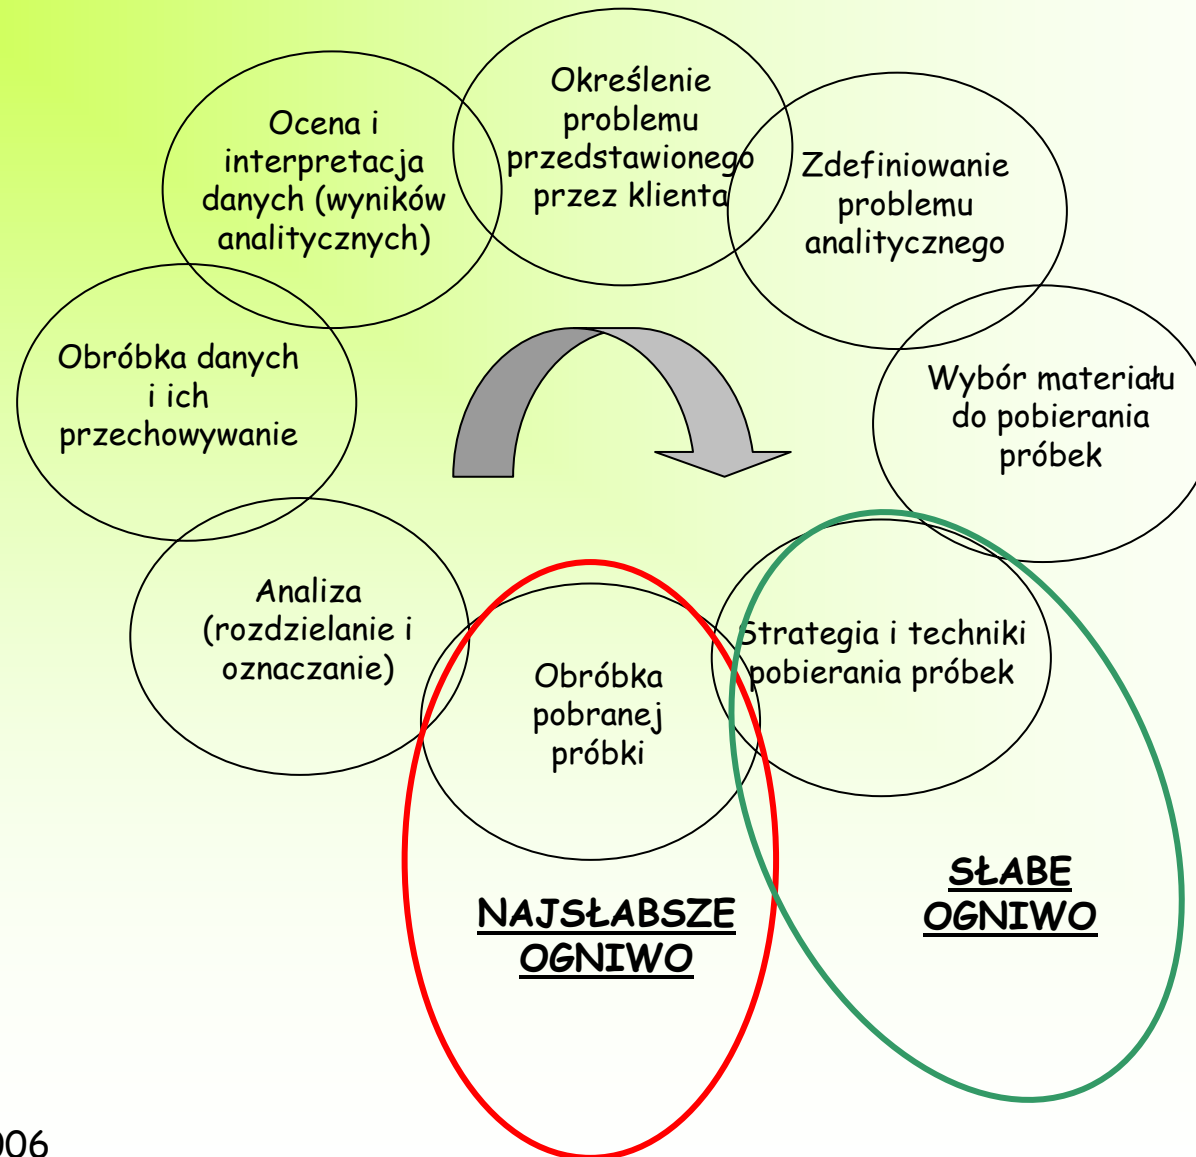 Określenie
problemu
przedstawionego
przez klienta
Zdefiniowanie
problemu
analitycznego
Wybór materiału
do pobierania
próbek
Strategia i techniki
pobierania próbek
SŁABE
OGNIWO
Obróbka
pobranej
próbki
NAJSŁABSZE
OGNIWO
Analiza
(rozdzielanie i
oznaczanie)
Obróbka danych
i ich
przechowywanie
Ocena i
interpretacja
danych (wyników
analitycznych)
006